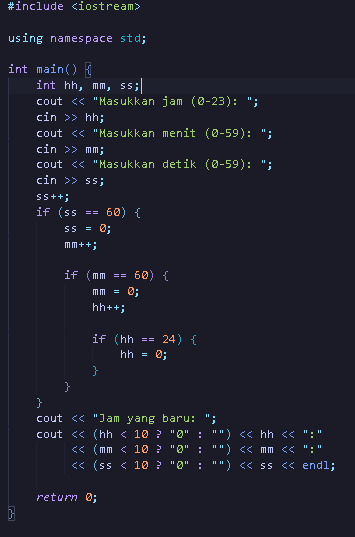 #include <iostream>
using namespace std;
int main() {
int hh, mm, ss;
cout << "Masukkan jam (0-23): ";
cin >> hh;
cout << "Masukkan menit (0-59): ";
cin >> mm;
cout << "Masukkan detik (0-59): ";
cin >> ss;
ss++;
if (ss == 60) {
ss = 0;
mm++;
if (mm == 60) {
mm = 0;
hh++;
if (hh == 24) {
hh = 0;
}
}
}
cout << "Jam yang baru: ";
cout << (hh < 10 ? "0" : "") << hh << ":"
<< (mm < 10 ? "0" : "") << mm << ":"
<< (ss < 10 ? "0" : "") << ss << endl;
return 0;
}